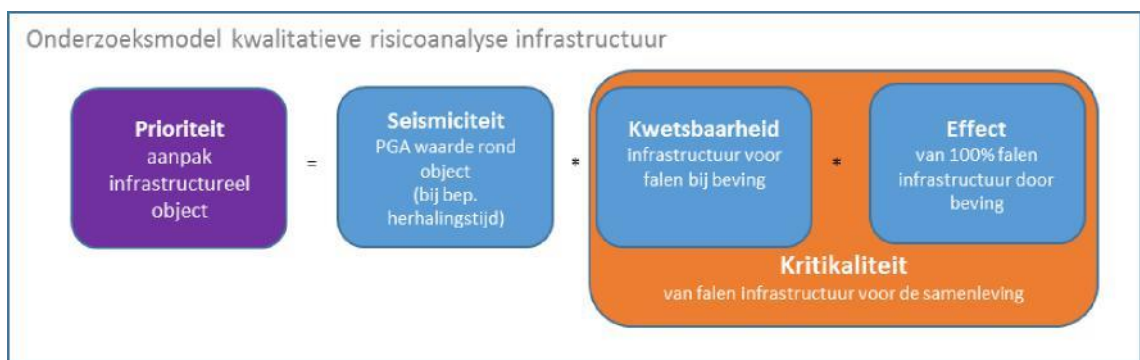 Onderzoeksmodel kwalitatieve risicoanalyse infrastructuur
Prioriteit
aanpak
infrastructureel
object
=
Seismiciteit
PGA waarde rond
object
(bij bep.
herhalingstijd)
*
Kwetsbaarheid
infrastructuur voor
falen bij beving
*
Effect
van 100% falen
infrastructuur door
beving
Kritikaliteit
van falen infrastructuur voor de samenleving